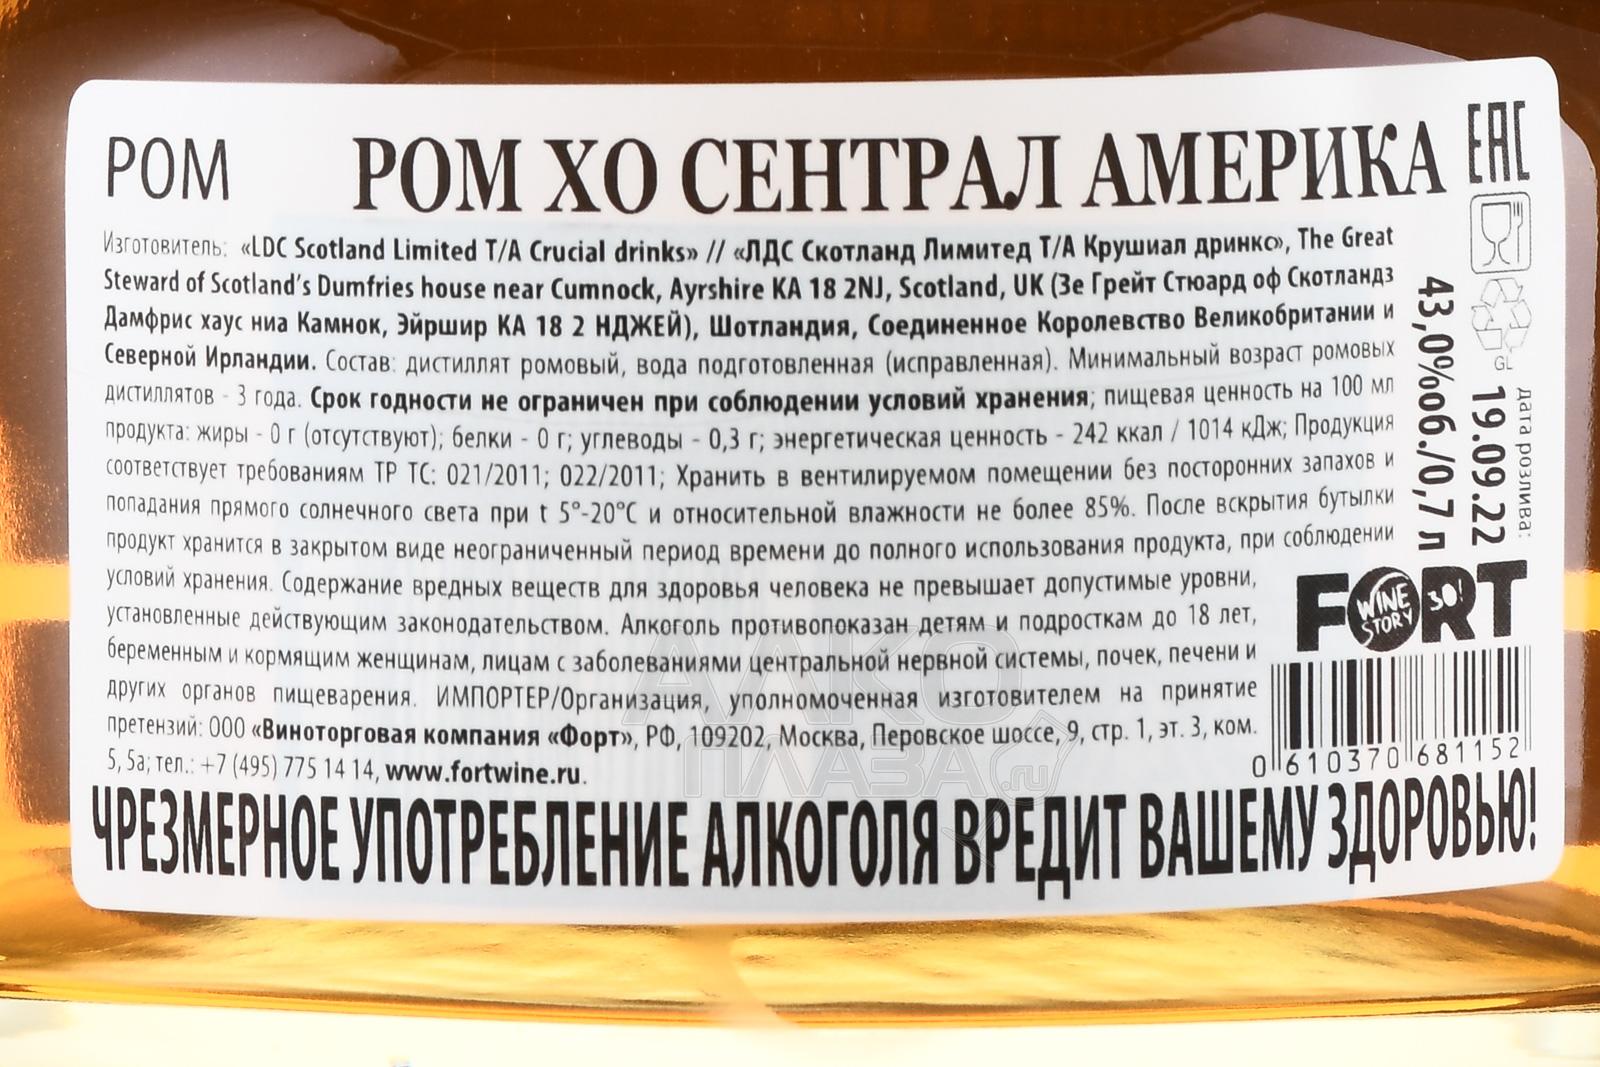 РОМ
РОМ ХО СЕНТРАЛ АМЕРИКА
Изготовитель: «LDC Scotland Limited T/A Crucial drinks» // «ЛДС Скотланд Лимитед Т/А Крушиал дринкс», The Great
Steward of Scotland's Dumfries house near Cumnock, Ayrshire KA 18 2NJ, Scotland, UK (Зе Грейт Стюард оф Скотландз
Дамфрис хаус ниа Камнок, Эйршир КА 18 2 НДЖЕЙ), Шотландия, Соединенное Королевство Великобритании и
Северной Ирландии. Состав: дистиллят ромовый, вода подготовленная (исправленная). Минимальный возраст ромовых
дистиллятов - 3 года. Срок годности не ограничен при соблюдении условий хранения; пищевая ценность на 100 мл
продукта: жиры - 0 г (отсутствуют); белки - 0 г; углеводы - 0,3 г; энергетическая ценность - 242 ккал / 1014 кДж; Продукция
соответствует требованиям ТР ТС: 021/2011; 022/2011; Хранить в вентилируемом помещении без посторонних запахов и
попадания прямого солнечного света при t 5°-20°С и относительной влажности не более 85%. После вскрытия бутылки
продукт хранится в закрытом виде неограниченный период времени до полного использования продукта, при соблюдении
условий хранения. Содержание вредных веществ для здоровья человека не превышает допустимые уровни,
установленные действующим законодательством. Алкоголь противопоказан детям и подросткам до 18 лет,
беременным и кормящим женщинам, лицам с заболеваниями центральной нервной системы, почек, печени и
других органов пищеварения. ИМПОРТЕР/Организация, уполномоченная изготовителем на принятие
претензий: ООО «Виноторговая компания «Форт», РФ, 109202, Москва, Перовское шоссе, 9, стр. 1, эт. 3, ком.
5, 5а; тел.: +7 (495) 775 14 14, www.fortwine.ru.
ЧРЕЗМЕРНОЕ УПОТРЕБЛЕНИЕ АЛКОГОЛЯ ВРЕДИТ ВАШЕМУ ЗДОРОВЬЮ!
EAC
GL
43,0%об./0,7 л
дата розлива:
19.09.22
FORT
WINE
STORY
30!
0 610370 681152
АЛКО
ПЛАЗА.ru